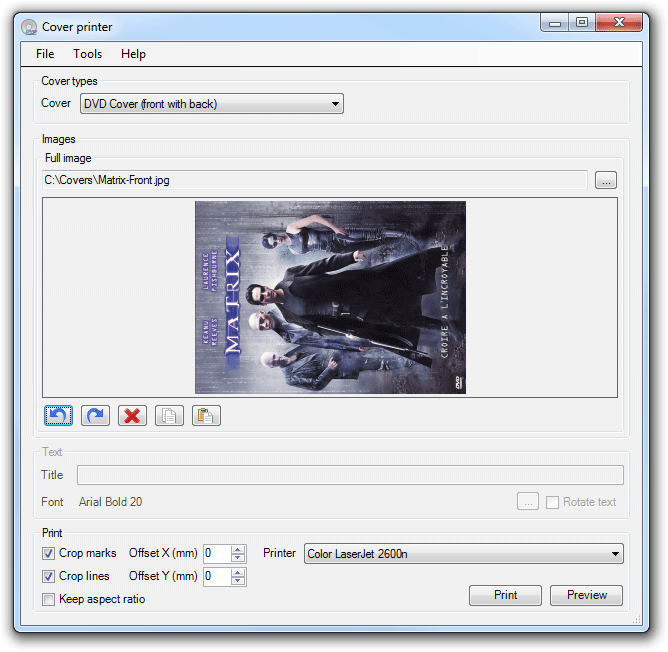 Cover printer
File Tools Help
Cover types
Cover DVD Cover (front with back)
Images
Full image
C:\Covers\Matrix-Front.jpg ...
KEANU REEVES
LAURENCE FISHBURNE
MATRIX
CROIRE A L'INCROYABLE
DVD
Text
Title
Font Arial Bold 20 ... Rotate text
Print
Crop marks Offset X (mm) 0 Printer Color LaserJet 2600n
Crop lines Offset Y (mm) 0
Keep aspect ratio Print Preview